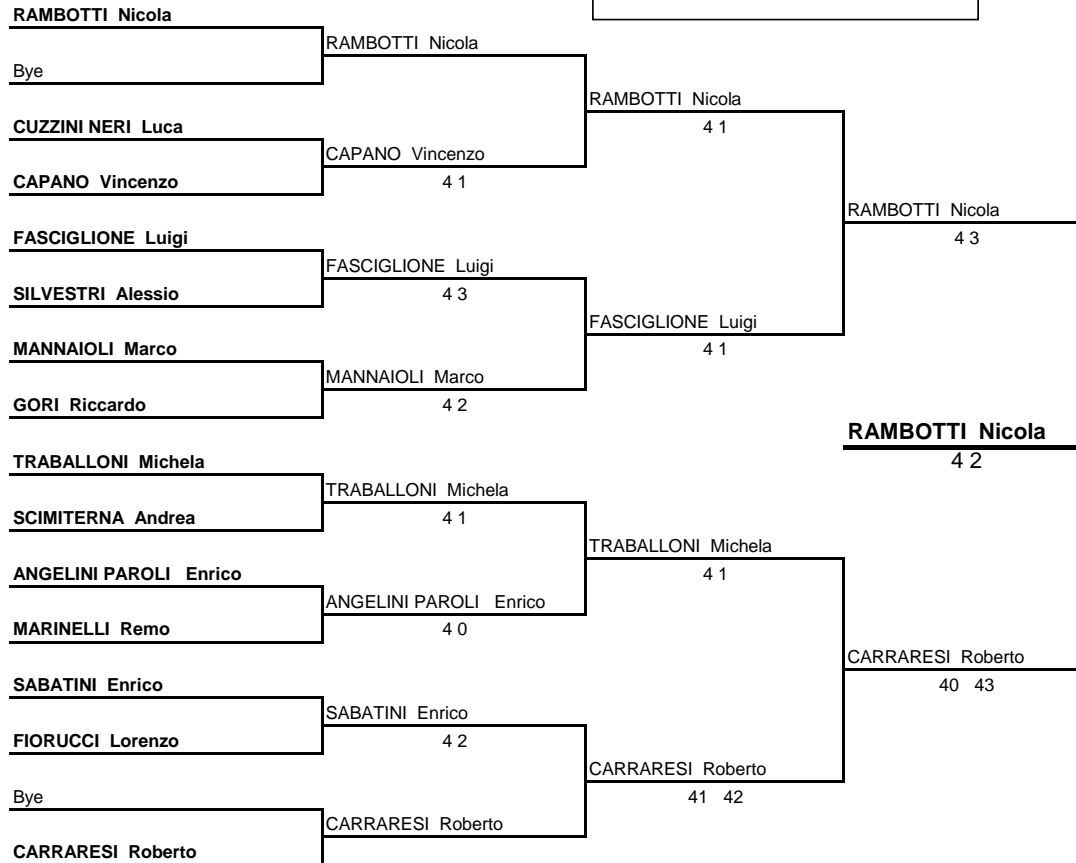 RAMBOTTI Nicola
RAMBOTTI Nicola
Bye
RAMBOTTI Nicola
4 1
CUZZINI NERI Luca
CAPANO Vincenzo
4 1
CAPANO Vincenzo
RAMBOTTI Nicola
4 3
FASCIGLIONE Luigi
FASCIGLIONE Luigi
4 3
SILVESTRI Alessio
FASCIGLIONE Luigi
4 1
MANNAIOLI Marco
MANNAIOLI Marco
4 2
GORI Riccardo
RAMBOTTI Nicola
4 2
TRABALLONI Michela
TRABALLONI Michela
4 1
SCIMITERNA Andrea
TRABALLONI Michela
4 1
ANGELINI PAROLI Enrico
ANGELINI PAROLI Enrico
4 0
MARINELLI Remo
CARRARESI Roberto
40 43
SABATINI Enrico
SABATINI Enrico
4 2
FIORUCCI Lorenzo
CARRARESI Roberto
41 42
Bye
CARRARESI Roberto
CARRARESI Roberto